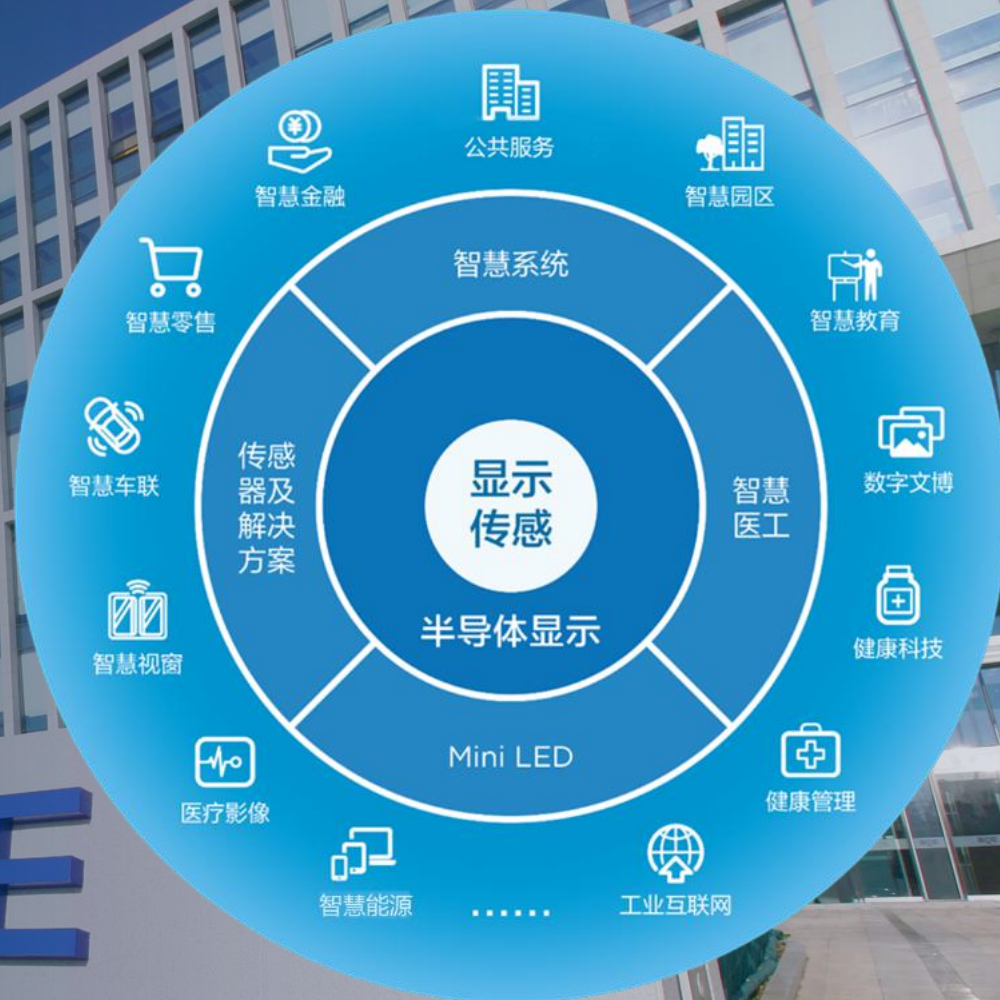 公共服务
智慧金融
智慧园区
智慧零售
智慧教育
智慧车联
数字文博
智慧视窗
健康科技
医疗影像
健康管理
智慧能源
......
工业互联网
智慧系统
传感
器及
解决
方案
智慧
医工
Mini LED
显示
传感
半导体显示
E